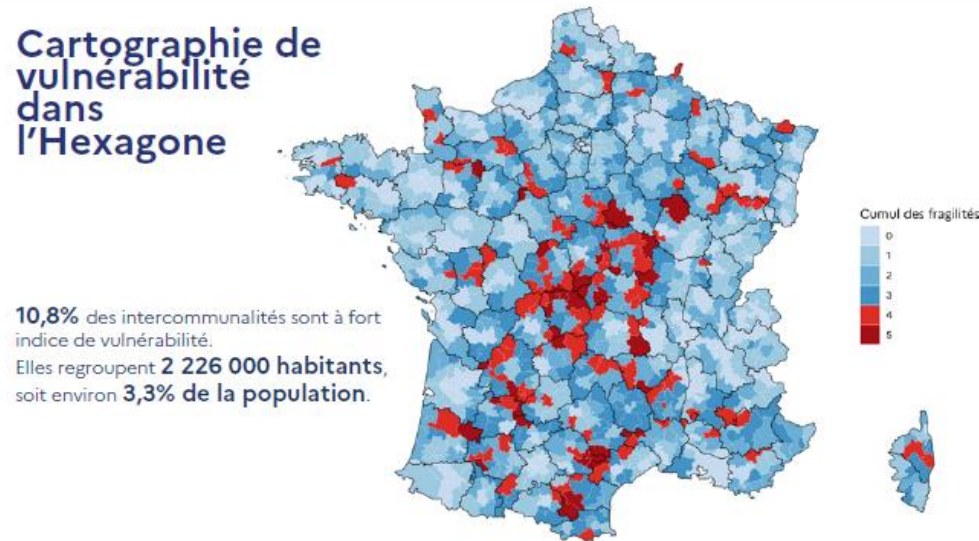 Cartographie de
vulnérabilité
dans
l'Hexagone
10,8% des intercommunalités sont à fort
indice de vulnérabilité.
Elles regroupent 2 226 000 habitants,
soit environ 3,3% de la population.
Cumul des fragilités
0
1
2
3
4
5